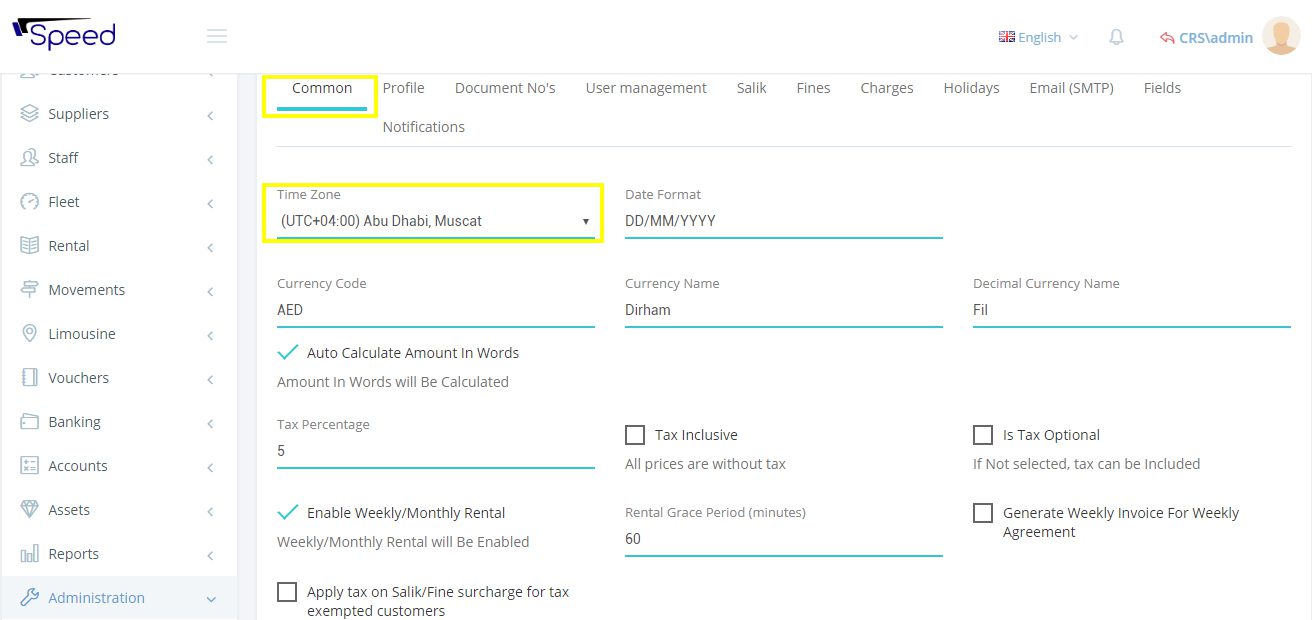 Speed
English
CRS\admin
Customers
Suppliers
Staff
Fleet
Rental
Movements
Limousine
Vouchers
Banking
Accounts
Assets
Reports
Administration
Common Profile Document No's User management Salik Fines Charges Holidays Email (SMTP) Fields
Notifications
Time Zone Date Format
(UTC+04:00) Abu Dhabi, Muscat DD/MM/YYYY
Currency Code Currency Name Decimal Currency Name
AED Dirham Fil
Auto Calculate Amount In Words
Amount In Words will Be Calculated
Tax Percentage
5
Tax Inclusive
All prices are without tax
Is Tax Optional
If Not selected, tax can be Included
Enable Weekly/Monthly Rental
Weekly/Monthly Rental will Be Enabled
Rental Grace Period (minutes)
60
Generate Weekly Invoice For Weekly
Agreement
Apply tax on Salik/Fine surcharge for tax
exempted customers